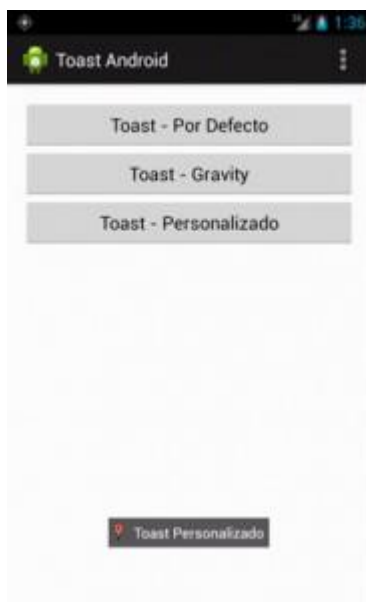 1:36
Toast Android
Toast - Por Defecto
Toast - Gravity
Toast - Personalizado
Toast Personalizado